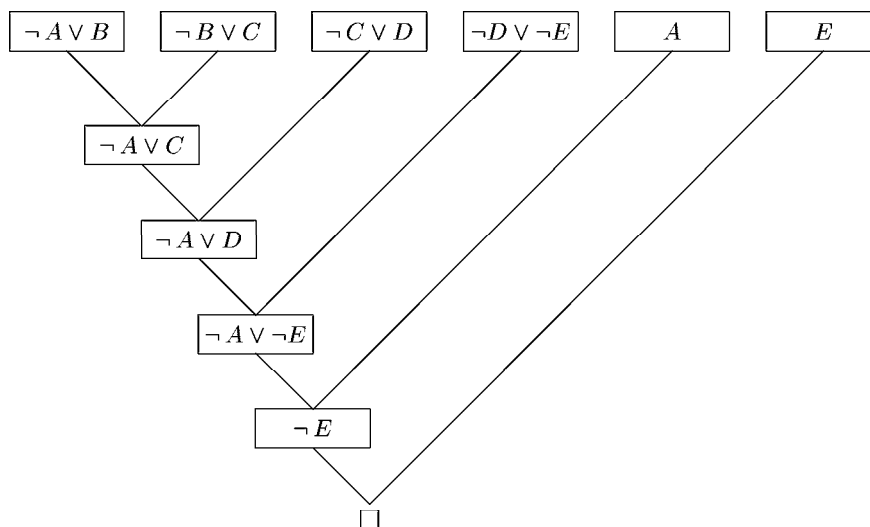 ¬ A ∨ B ¬ B ∨ C ¬ C ∨ D ¬D ∨ ¬E A E
¬ A ∨ C
¬ A ∨ D
¬ A ∨ ¬E
¬ E
□